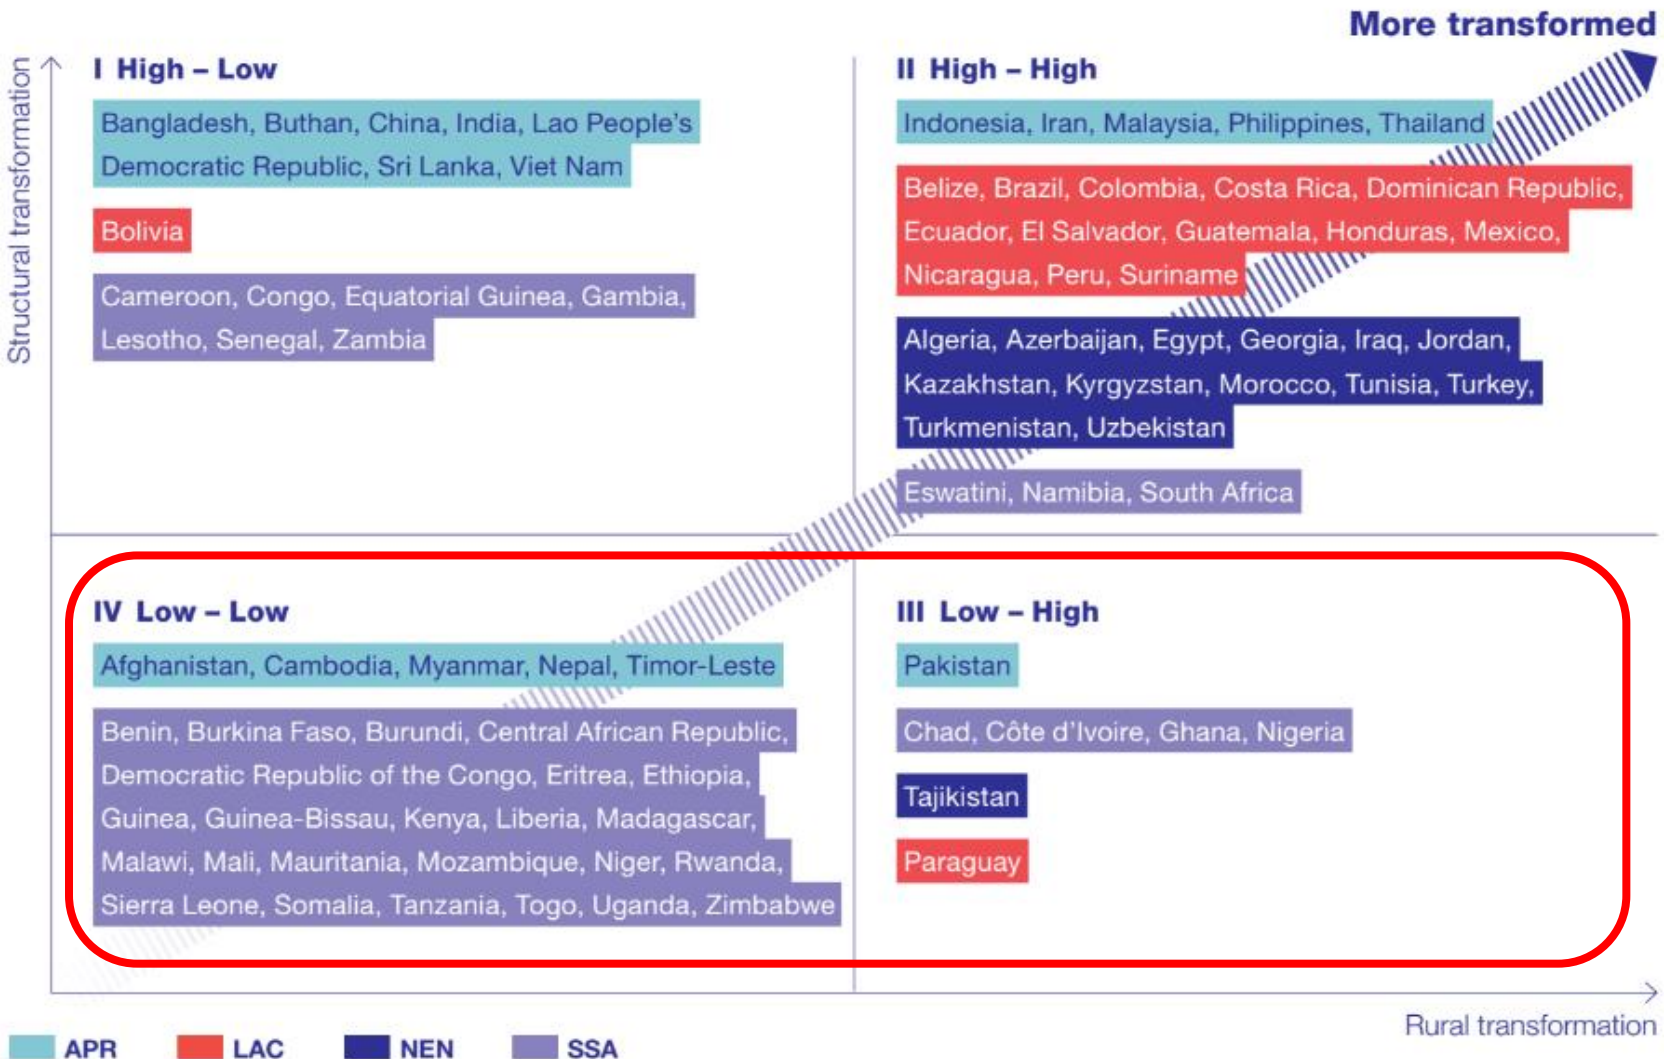 More transformed
Structural transformation
I High – Low
Bangladesh, Buthan, China, India, Lao People's
Democratic Republic, Sri Lanka, Viet Nam
Bolivia
Cameroon, Congo, Equatorial Guinea, Gambia,
Lesotho, Senegal, Zambia
II High – High
Indonesia, Iran, Malaysia, Philippines, Thailand
Belize, Brazil, Colombia, Costa Rica, Dominican Republic,
Ecuador, El Salvador, Guatemala, Honduras, Mexico,
Nicaragua, Peru, Suriname
Algeria, Azerbaijan, Egypt, Georgia, Iraq, Jordan,
Kazakhstan, Kyrgyzstan, Morocco, Tunisia, Turkey,
Turkmenistan, Uzbekistan
Eswatini, Namibia, South Africa
IV Low – Low
Afghanistan, Cambodia, Myanmar, Nepal, Timor-Leste
Benin, Burkina Faso, Burundi, Central African Republic,
Democratic Republic of the Congo, Eritrea, Ethiopia,
Guinea, Guinea-Bissau, Kenya, Liberia, Madagascar,
Malawi, Mali, Mauritania, Mozambique, Niger, Rwanda,
Sierra Leone, Somalia, Tanzania, Togo, Uganda, Zimbabwe
III Low – High
Pakistan
Chad, Côte d'Ivoire, Ghana, Nigeria
Tajikistan
Paraguay
Rural transformation
APR LAC NEN SSA